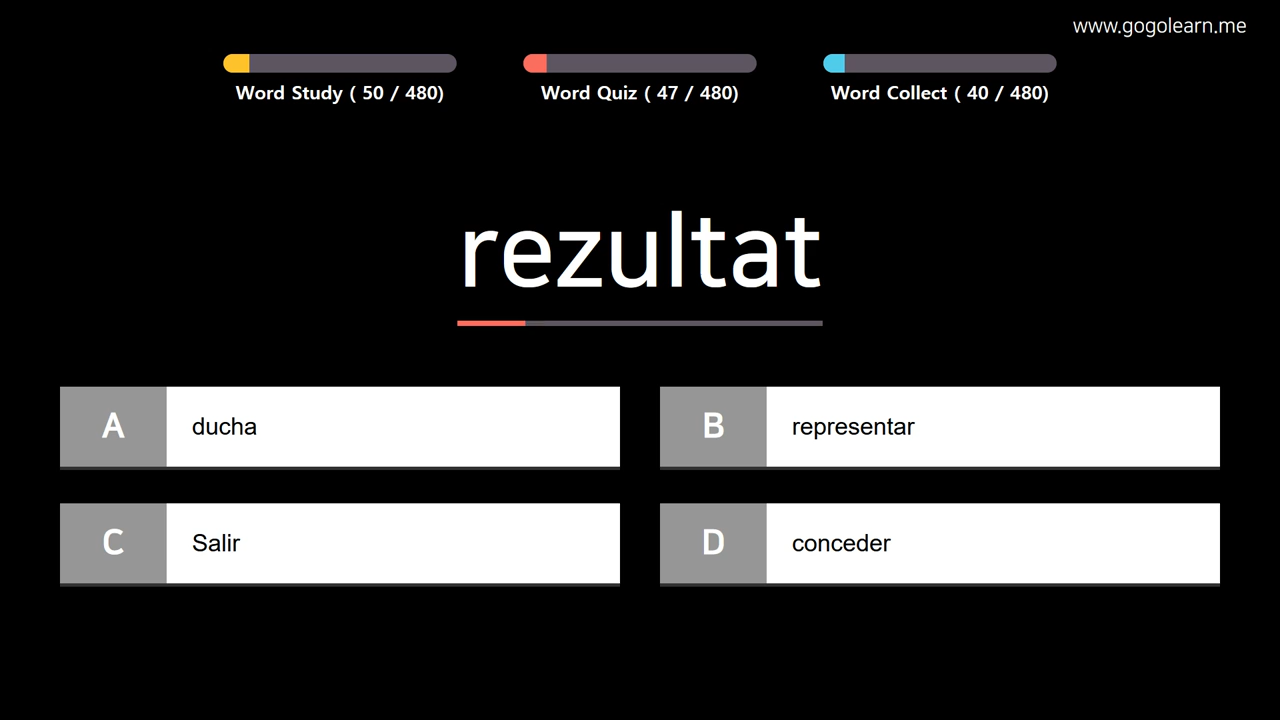 www.gogolearn.me
Word Study ( 50 / 480)
Word Quiz ( 47 / 480)
Word Collect ( 40 / 480)
rezultat
A ducha
B representar
C Salir
D conceder